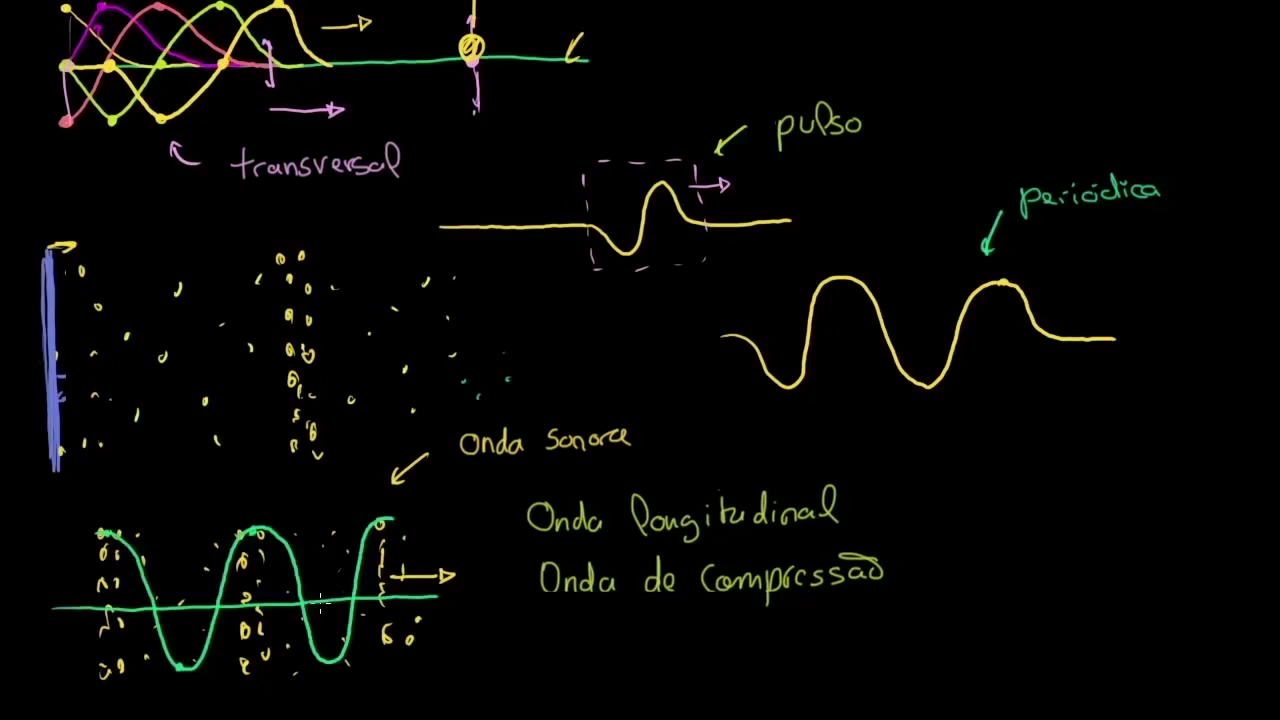 pulso
transversal
periódica
Onda sonora
Onda longitudinal
Onda de compressão